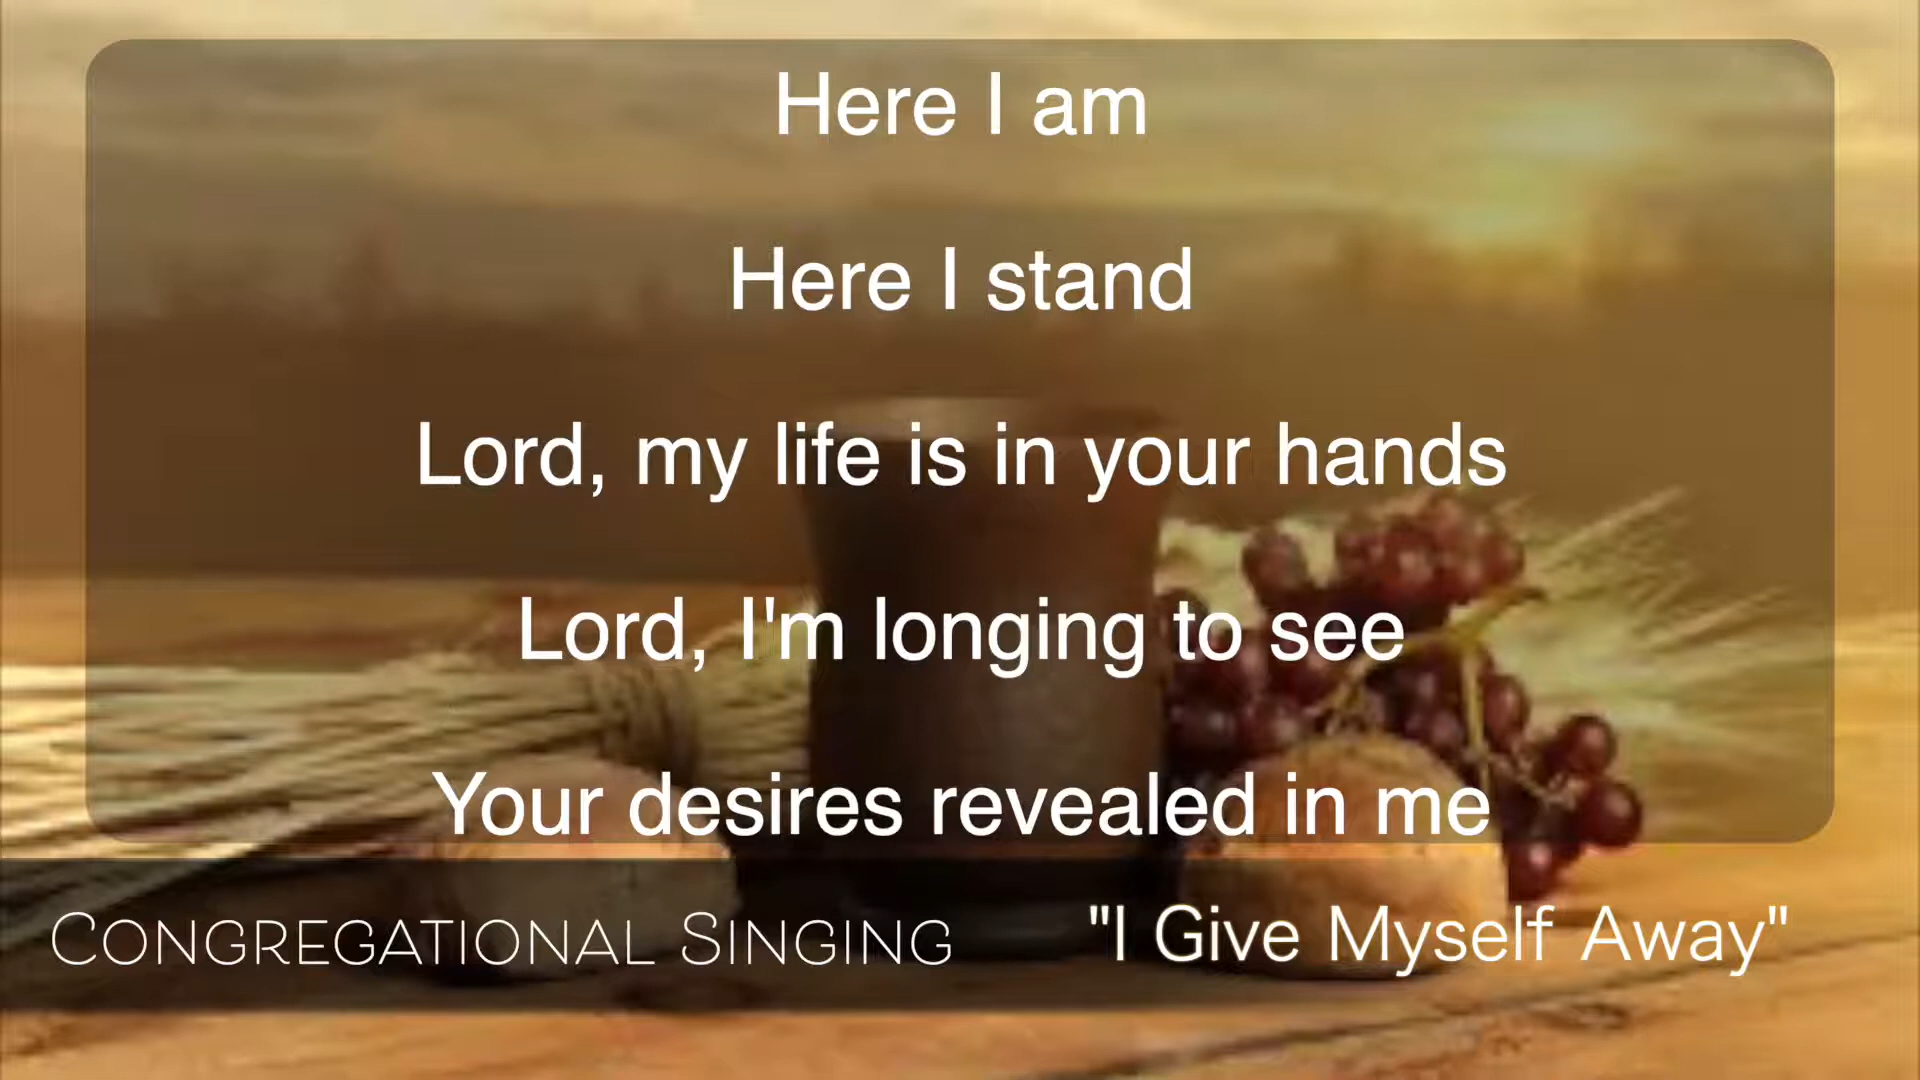 Here I am
Here I stand
Lord, my life is in your hands
Lord, I'm longing to see
Your desires revealed in me
Congregational Singing
"I Give Myself Away"